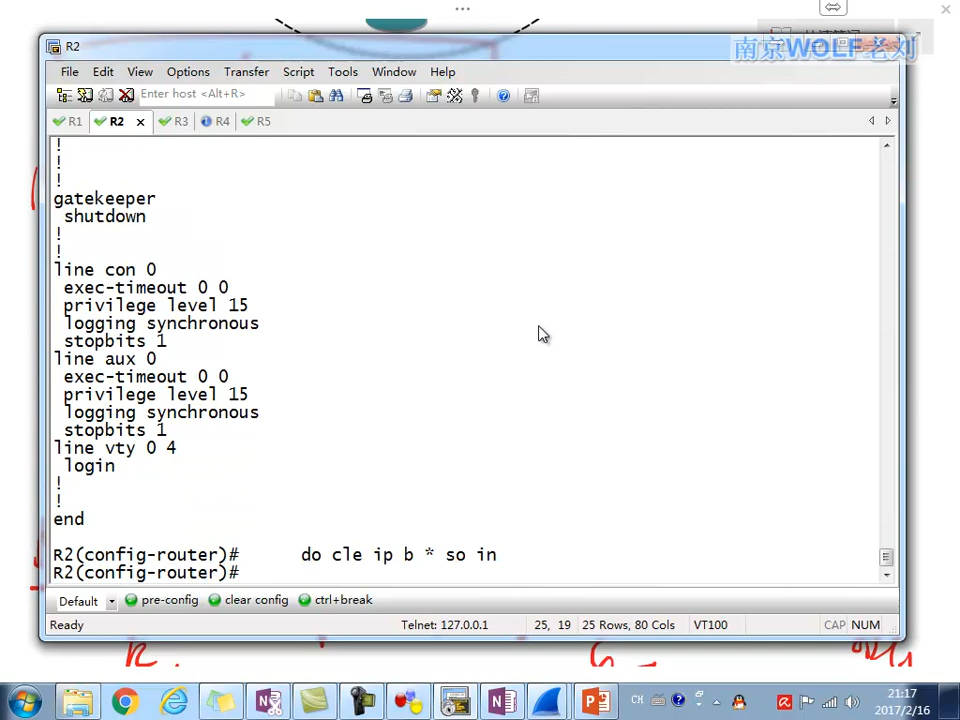 R2
南京WOLF老刘
File Edit View Options Transfer Script Tools Window Help
Enter host <Alt+R>
R1 R2 R3 R4 R5
!
!
!
gatekeeper
shutdown
!
!
line con 0
exec-timeout 0 0
privilege level 15
logging synchronous
stopbits 1
line aux 0
exec-timeout 0 0
privilege level 15
logging synchronous
stopbits 1
line vty 0 4
login
!
!
end
R2(config-router)# do cle ip b * so in
R2(config-router)#
Default pre-config clear config ctrl+break
Ready Telnet: 127.0.0.1 25, 19 25 Rows, 80 Cols VT100 CAP NUM
CH 21:17
2017/2/16